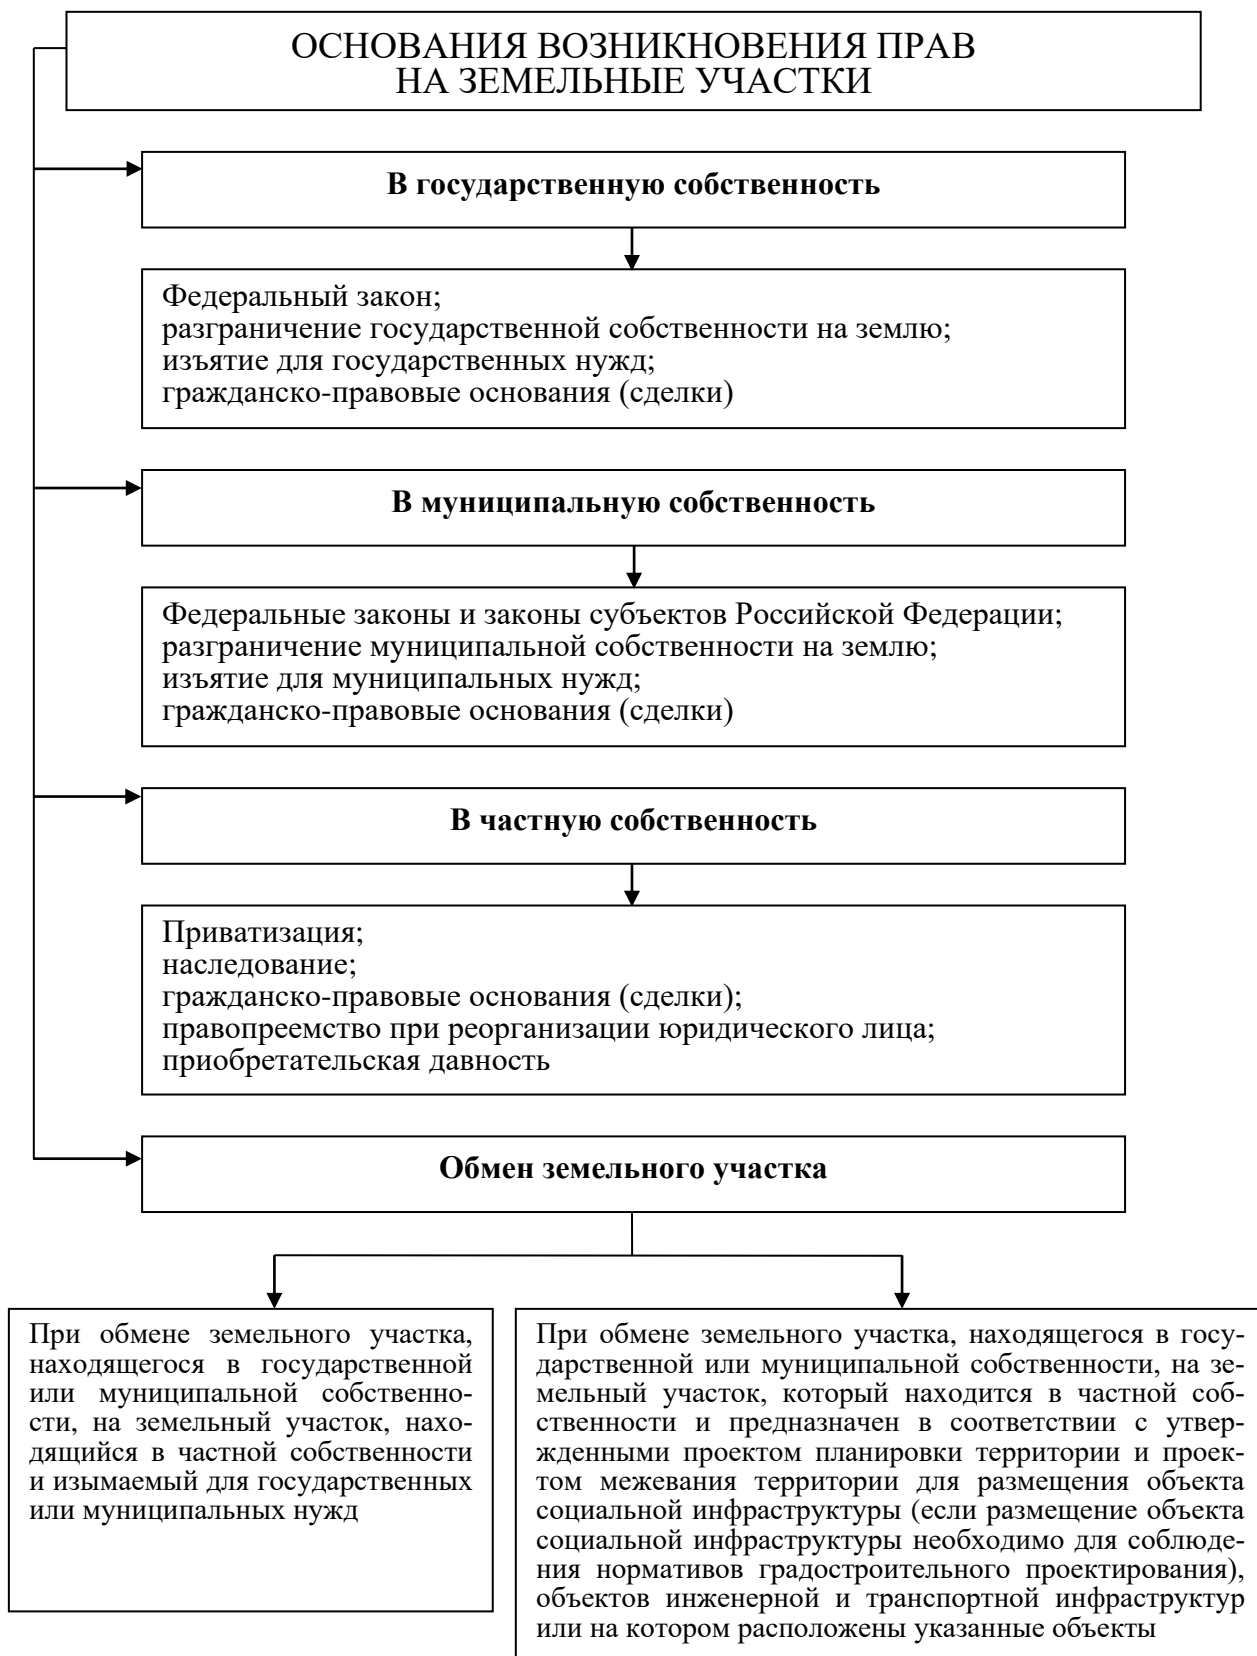 ОСНОВАНИЯ ВОЗНИКНОВЕНИЯ ПРАВ
НА ЗЕМЕЛЬНЫЕ УЧАСТКИ
В государственную собственность
Федеральный закон;
разграничение государственной собственности на землю;
изъятие для государственных нужд;
гражданско-правовые основания (сделки)
В муниципальную собственность
Федеральные законы и законы субъектов Российской Федерации;
разграничение муниципальной собственности на землю;
изъятие для муниципальных нужд;
гражданско-правовые основания (сделки)
В частную собственность
Приватизация;
наследование;
гражданско-правовые основания (сделки);
правопреемство при реорганизации юридического лица;
приобретательская давность
Обмен земельного участка
При обмене земельного участка,
находящегося в государственной
или муниципальной собственно-
сти, на земельный участок, нахо-
дящийся в частной собственности
и изымаемый для государственных
или муниципальных нужд
При обмене земельного участка, находящегося в госу-
дарственной или муниципальной собственности, на зе-
мельный участок, который находится в частной соб-
ственности и предназначен в соответствии с утвер-
жденными проектом планировки территории и проек-
том межевания территории для размещения объекта
социальной инфраструктуры (если размещение объекта
социальной инфраструктуры необходимо для соблюде-
ния нормативов градостроительного проектирования),
объектов инженерной и транспортной инфраструктур
или на котором расположены указанные объекты